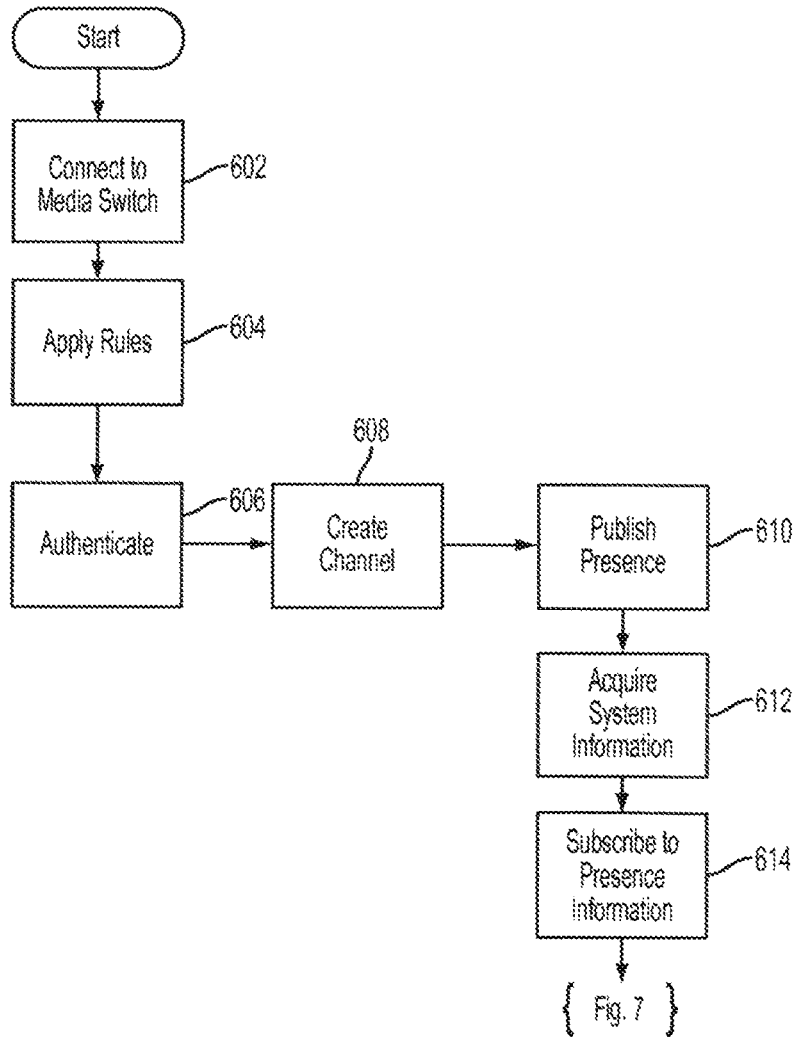 Start
Connect to
Media Switch
602
Apply Rules
604
Authenticate
606
Create
Channel
608
Publish
Presence
610
Acquire
System
Information
612
Subscribe to
Presence
Information
614
{ Fig. 7 }